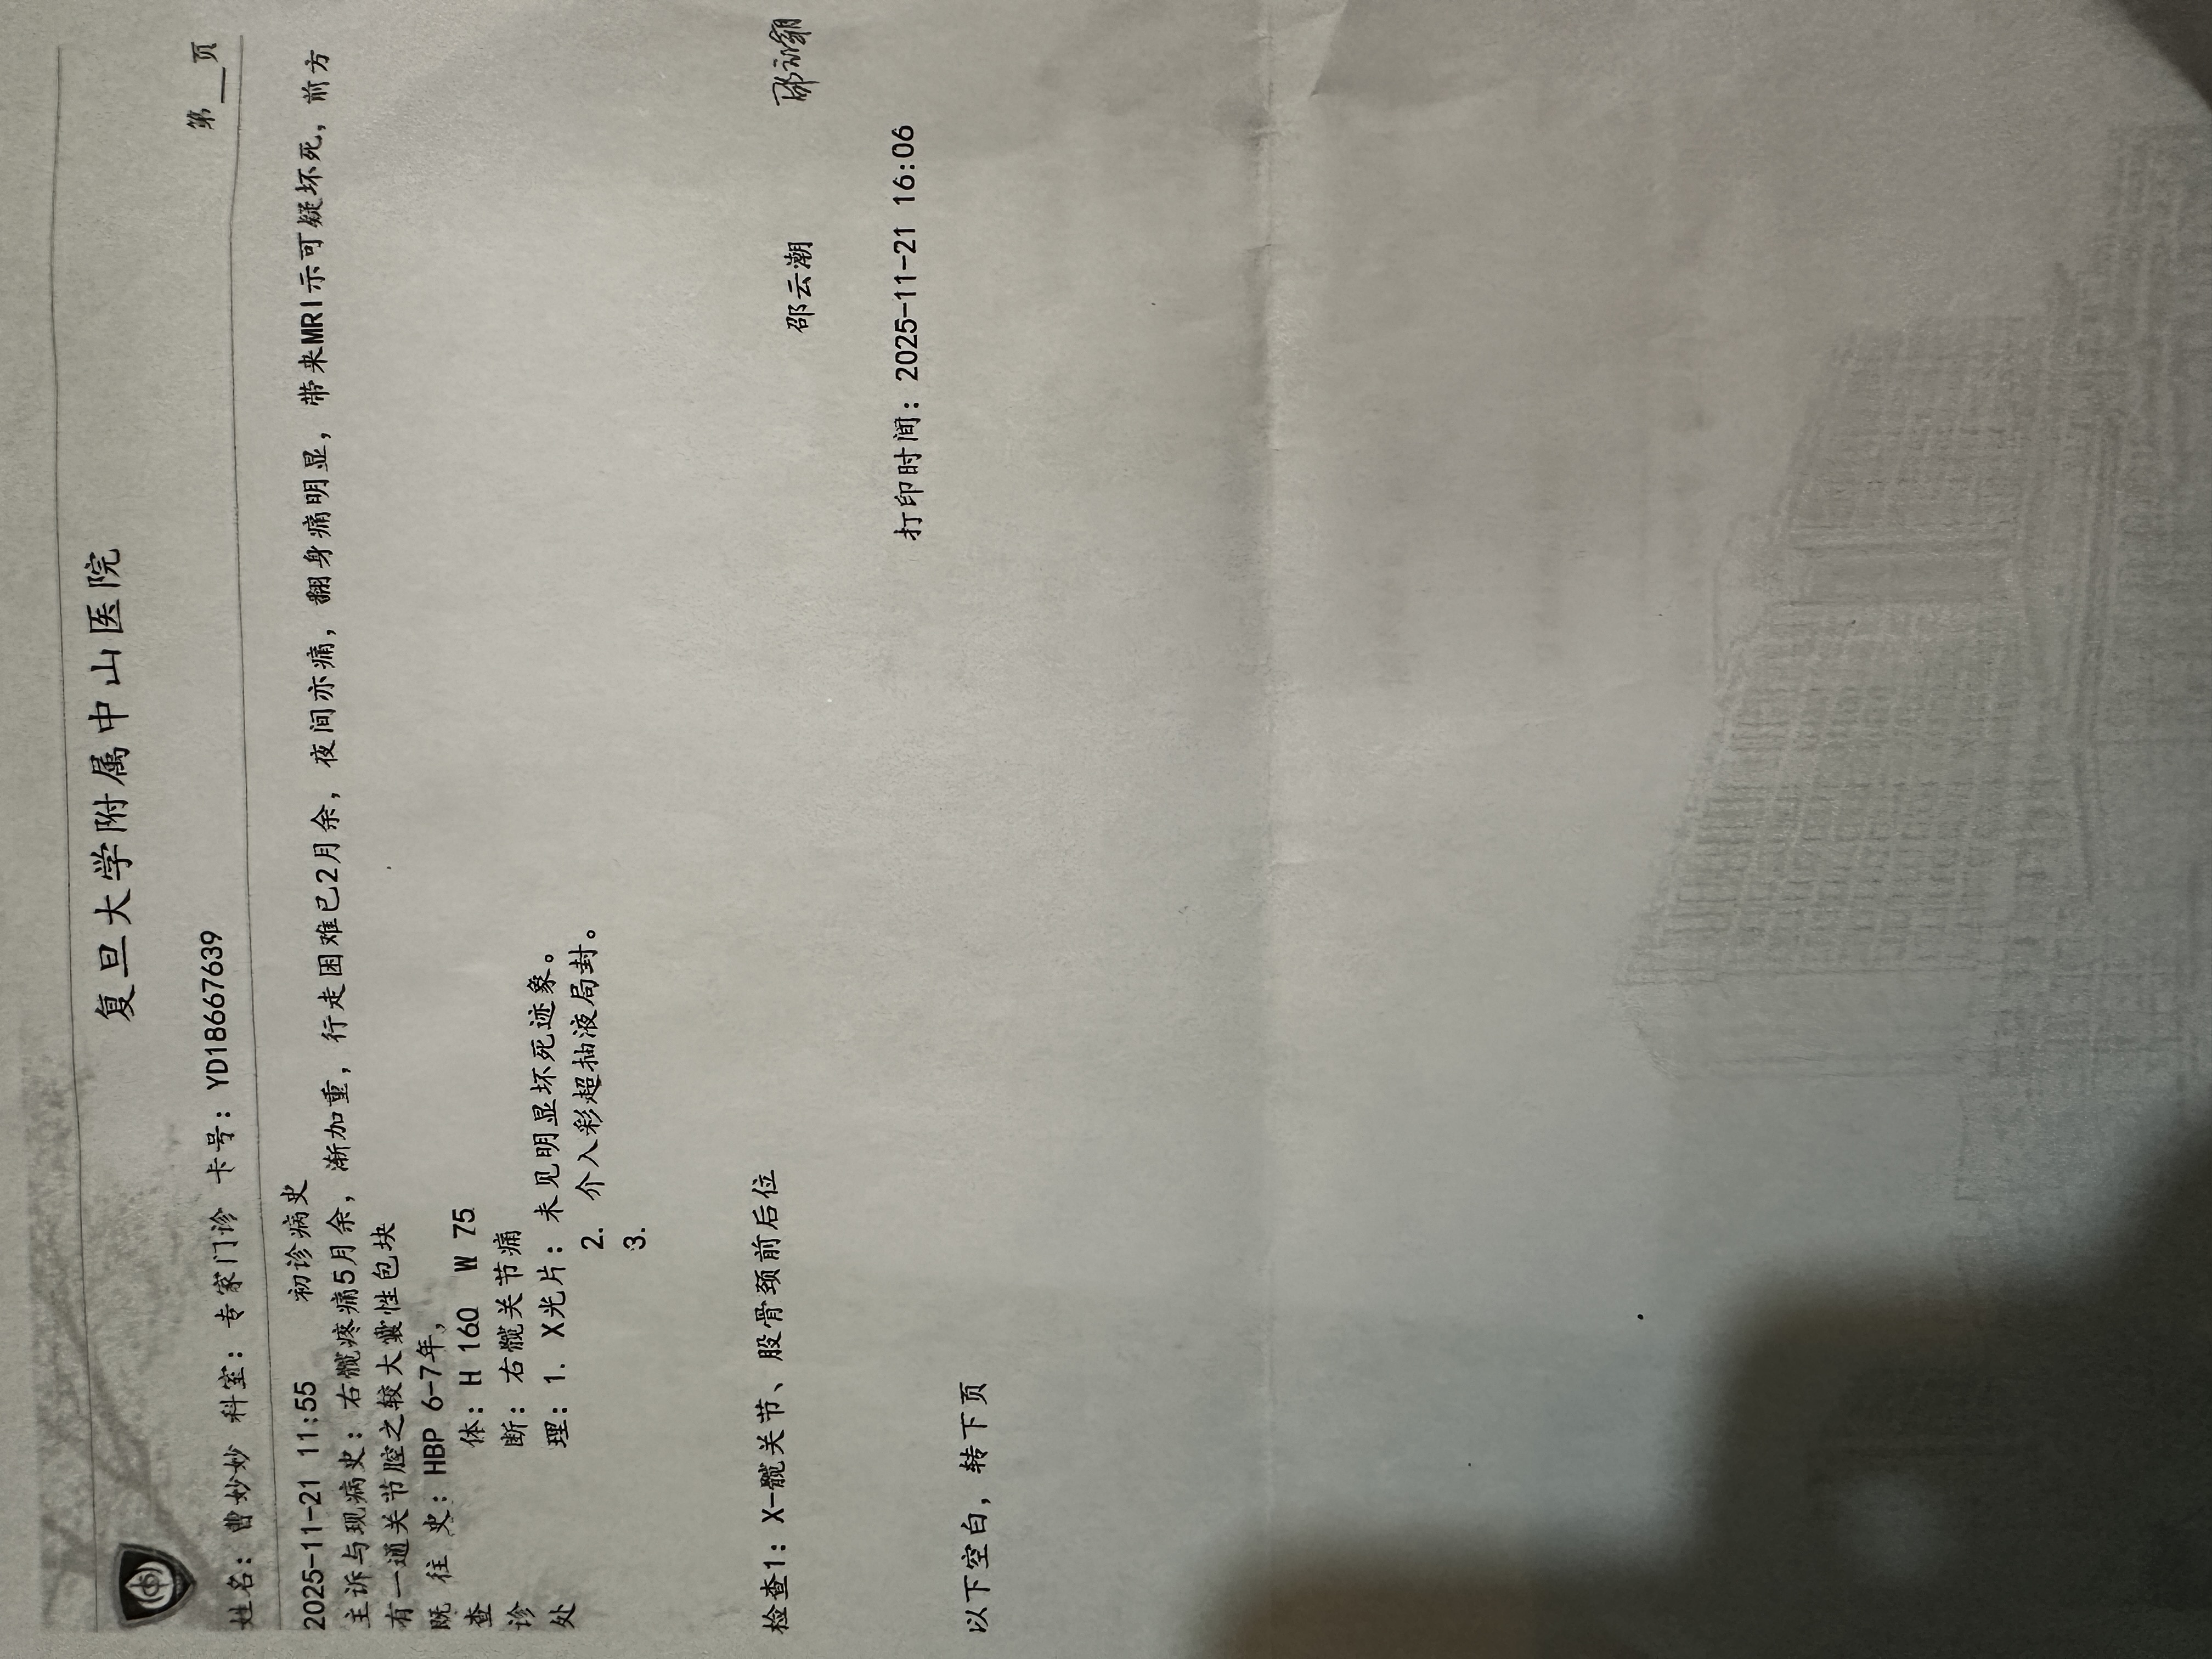 复旦大学附属中山医院
姓名：曹妙妙 科室：专家门诊 卡号：YD18667639 第__页
2025-11-21 11:55 初诊病史
主诉与现病史：右髋疼痛5月余，渐加重，行走困难已2月余，夜间亦痛，翻身痛明显，带来MRI示可疑坏死，前方
有一通关节腔之较大囊性包块
既 往 史：HBP 6-7年，
查 体：H 160 W 75
诊 断：右髋关节痛
处 理：1. X光片：未见明显坏死迹象。
2. 介入彩超抽液局封。
3.
检查1：X-髋关节、股骨颈前后位
邵云潮
打印时间：2025-11-21 16:06
以下空白，转下页